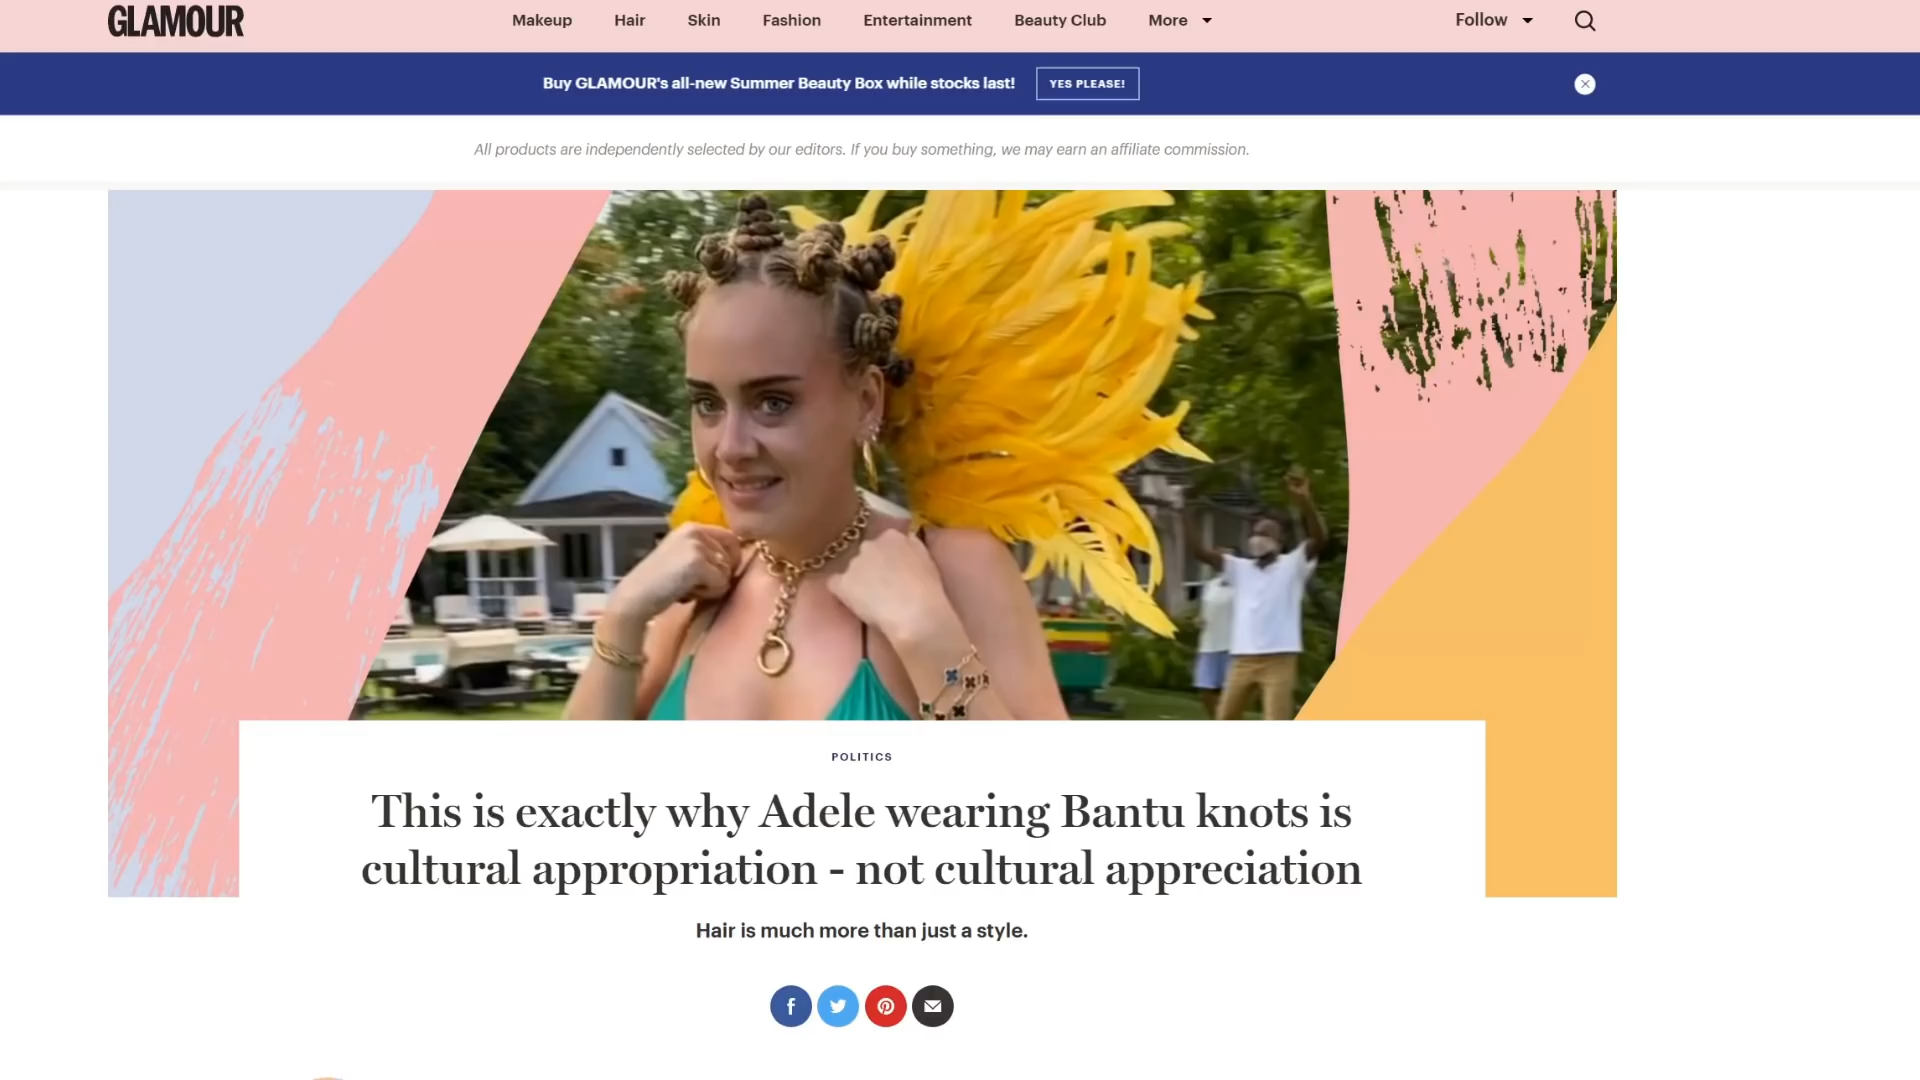 GLAMOUR
Makeup Hair Skin Fashion Entertainment Beauty Club More Follow
Buy GLAMOUR's all-new Summer Beauty Box while stocks last! YES PLEASE!
All products are independently selected by our editors. If you buy something, we may earn an affiliate commission.
POLITICS
This is exactly why Adele wearing Bantu knots is
cultural appropriation - not cultural appreciation
Hair is much more than just a style.